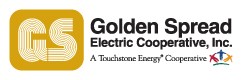 GS
Golden Spread
Electric Cooperative, Inc.
A Touchstone Energy® Cooperative